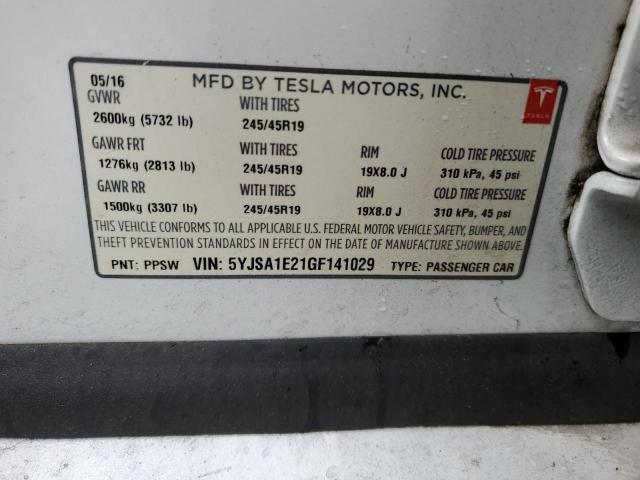 05/16 MFD BY TESLA MOTORS, INC.
GVWR WITH TIRES
2600kg (5732 lb) 245/45R19
TESLA
GAWR FRT WITH TIRES RIM COLD TIRE PRESSURE
1276kg (2813 lb) 245/45R19 19X8.0 J 310 kPa, 45 psi
GAWR RR WITH TIRES RIM COLD TIRE PRESSURE
1500kg (3307 lb) 245/45R19 19X8.0 J 310 kPa, 45 psi
THIS VEHICLE CONFORMS TO ALL APPLICABLE U.S. FEDERAL MOTOR VEHICLE SAFETY, BUMPER, AND
THEFT PREVENTION STANDARDS IN EFFECT ON THE DATE OF MANUFACTURE SHOWN ABOVE.
PNT: PPSW VIN: 5YJSA1E21GF141029 TYPE: PASSENGER CAR